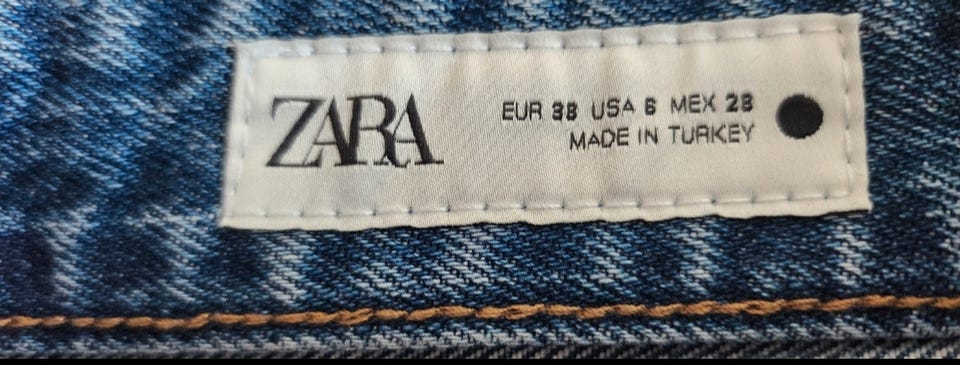 ZARA
EUR 38 USA 6 MEX 28
MADE IN TURKEY